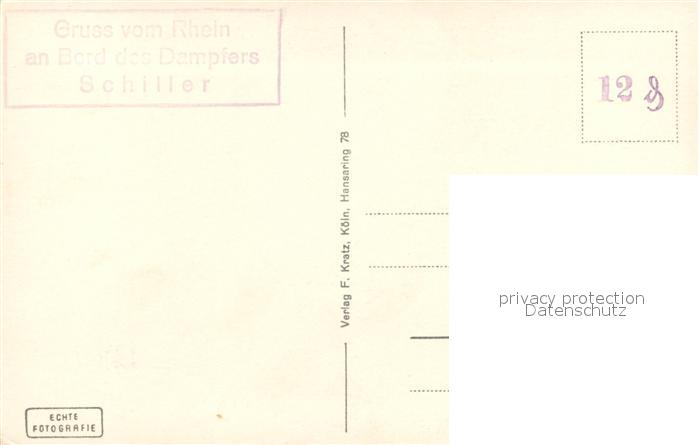 Gruss vom Rhein
an Bord des Dampfers
Schiller
12 ₰
Verlag F. Kratz, Köln, Hansaring 78
privacy protection
Datenschutz
ECHTE
FOTOGRAFIE